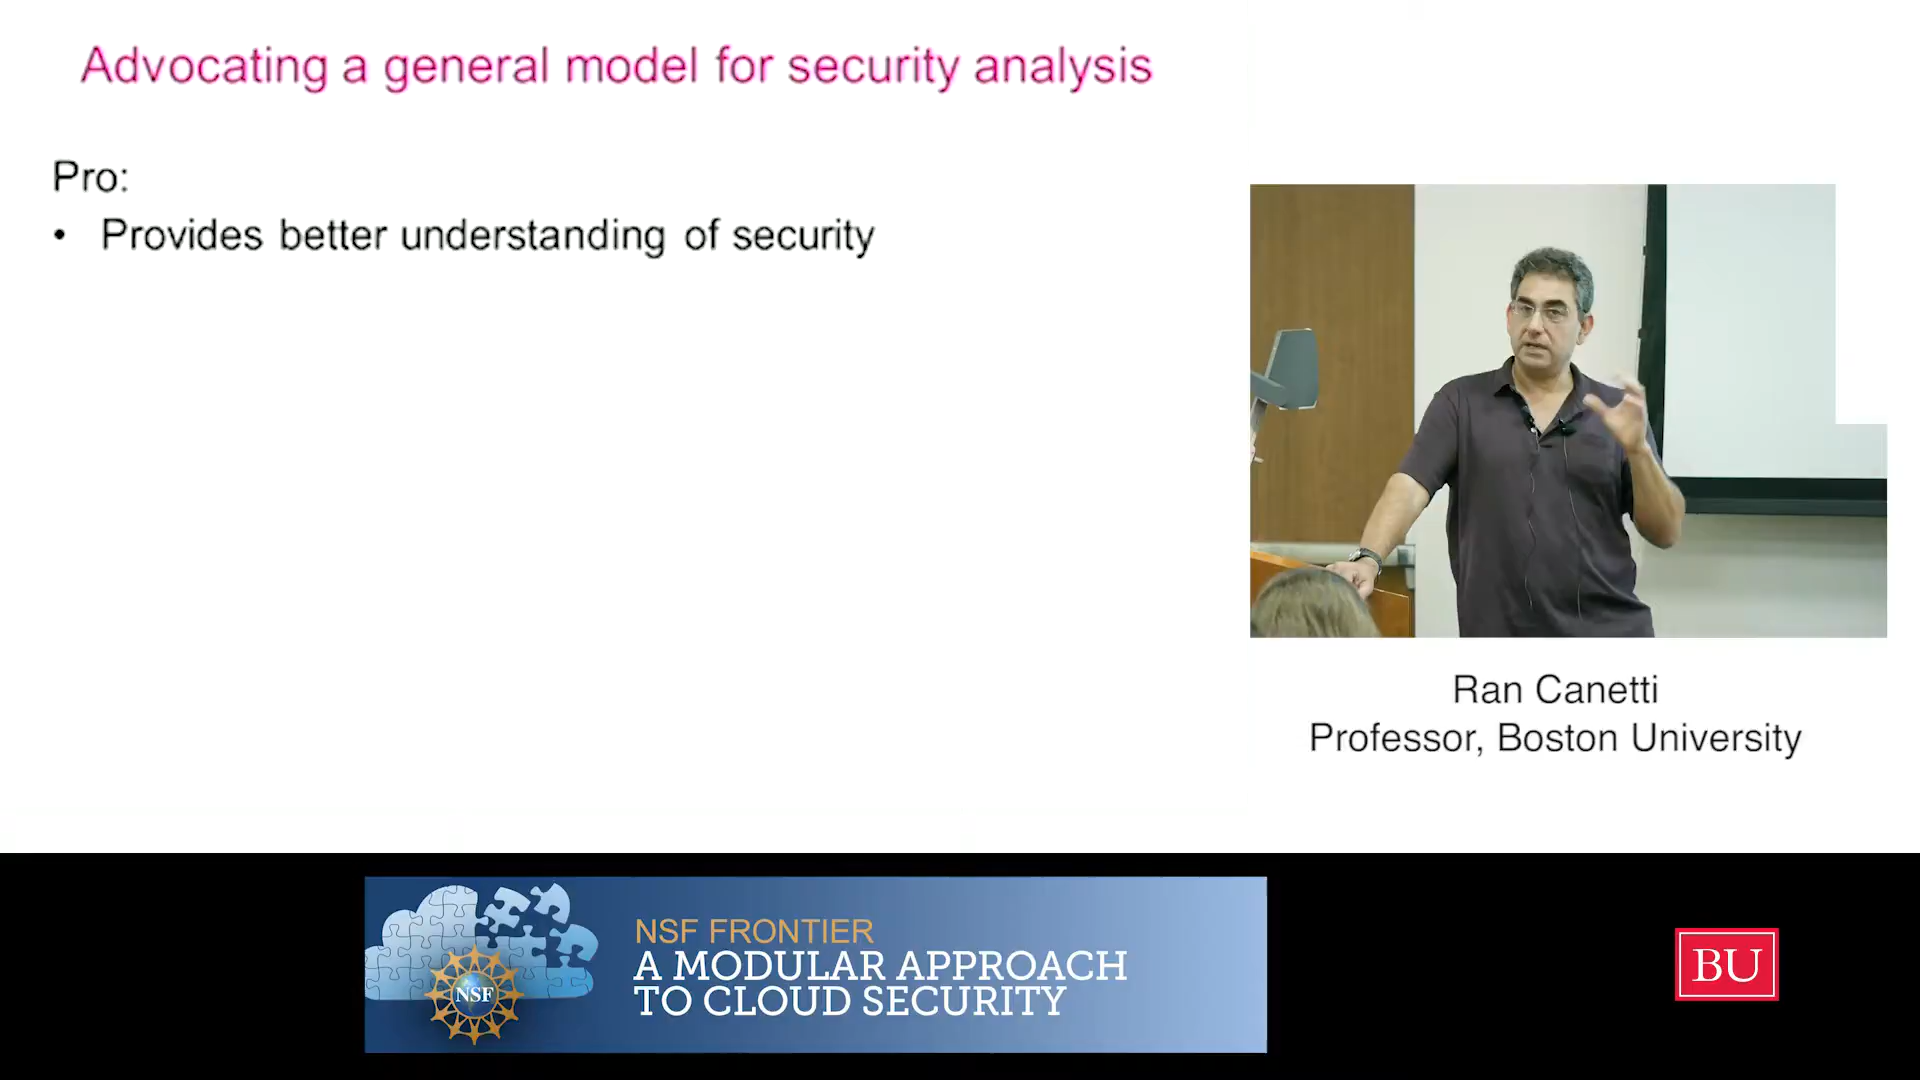 Advocating a general model for security analysis
Pro:
• Provides better understanding of security
Ran Canetti
Professor, Boston University
NSF FRONTIER
A MODULAR APPROACH
TO CLOUD SECURITY
NSF
BU